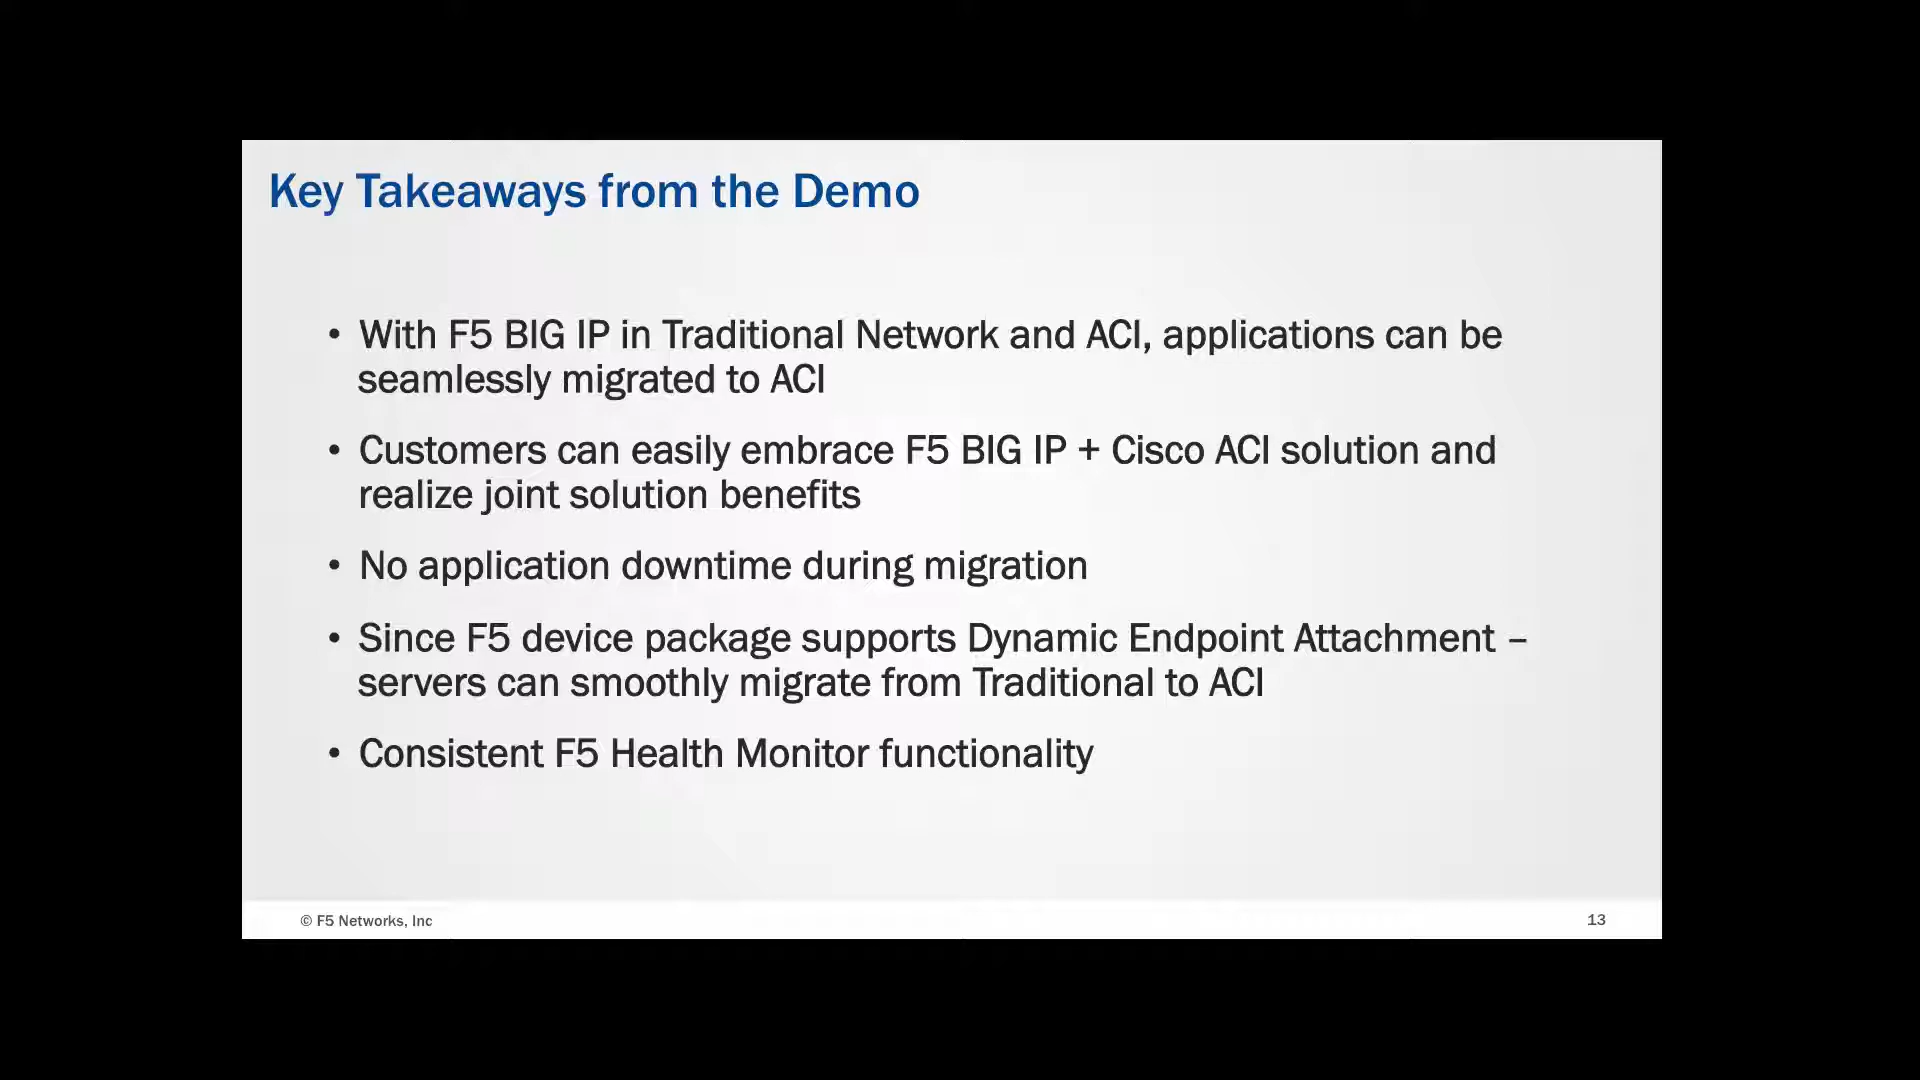 Key Takeaways from the Demo
• With F5 BIG IP in Traditional Network and ACI, applications can be
seamlessly migrated to ACI
• Customers can easily embrace F5 BIG IP + Cisco ACI solution and
realize joint solution benefits
• No application downtime during migration
• Since F5 device package supports Dynamic Endpoint Attachment –
servers can smoothly migrate from Traditional to ACI
• Consistent F5 Health Monitor functionality
© F5 Networks, Inc
13